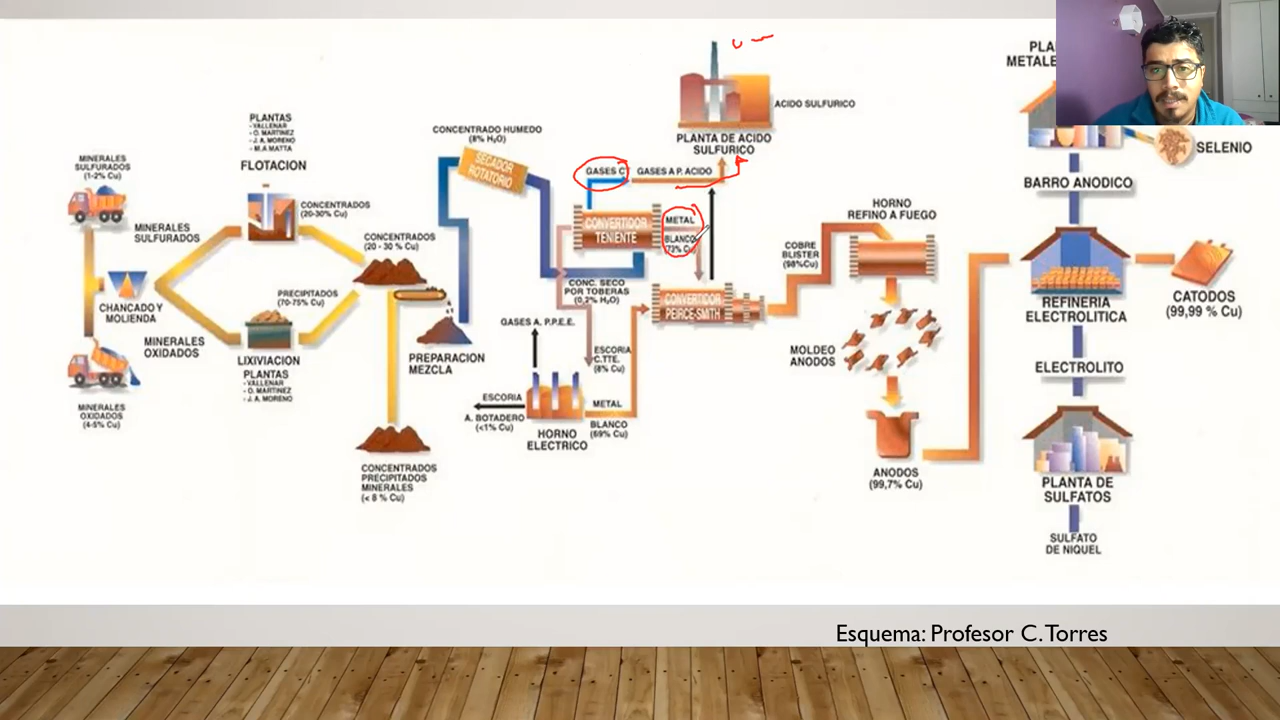 PLANTAS
- VALLENAR
- O. MARTINEZ
- J. A. MORENO
- M.A MATTA
FLOTACION
MINERALES
SULFURADOS
(1-2% Cu)
MINERALES
SULFURADOS
CONCENTRADOS
(20-30% Cu)
CHANCADO Y
MOLIENDA
MINERALES
OXIDADOS
MINERALES
OXIDADOS
(4-5% Cu)
PRECIPITADOS
(70-75% Cu)
LIXIVIACION
PLANTAS
- VALLENAR
- O. MARTINEZ
- J. A. MORENO
CONCENTRADOS
(20 - 30 % Cu)
PREPARACION
MEZCLA
CONCENTRADOS
PRECIPITADOS
MINERALES
(< 8 % Cu)
CONCENTRADO HUMEDO
(8% H₂O)
SECADOR
ROTATORIO
GASES C
GASES A P. ACIDO
PLANTA DE ACIDO
SULFURICO
ACIDO SULFURICO
CONVERTIDOR
TENIENTE
METAL
BLANCO
(73% Cu)
CONC. SECO
POR TOBERAS
(0,2% H₂O)
CONVERTIDOR
PEIRCE-SMITH
GASES A. P.P.E.E.
ESCORIA
C.TTE.
(8% Cu)
ESCORIA
A. BOTADERO
(<1% Cu)
HORNO
ELECTRICO
METAL
BLANCO
(69% Cu)
COBRE
BLISTER
(98%Cu)
HORNO
REFINO A FUEGO
MOLDEO
ANODOS
ANODOS
(99,7% Cu)
SELENIO
BARRO ANODICO
REFINERIA
ELECTROLITICA
CATODOS
(99,99 % Cu)
ELECTROLITO
PLANTA DE
SULFATOS
SULFATO
DE NIQUEL
Esquema: Profesor C. Torres